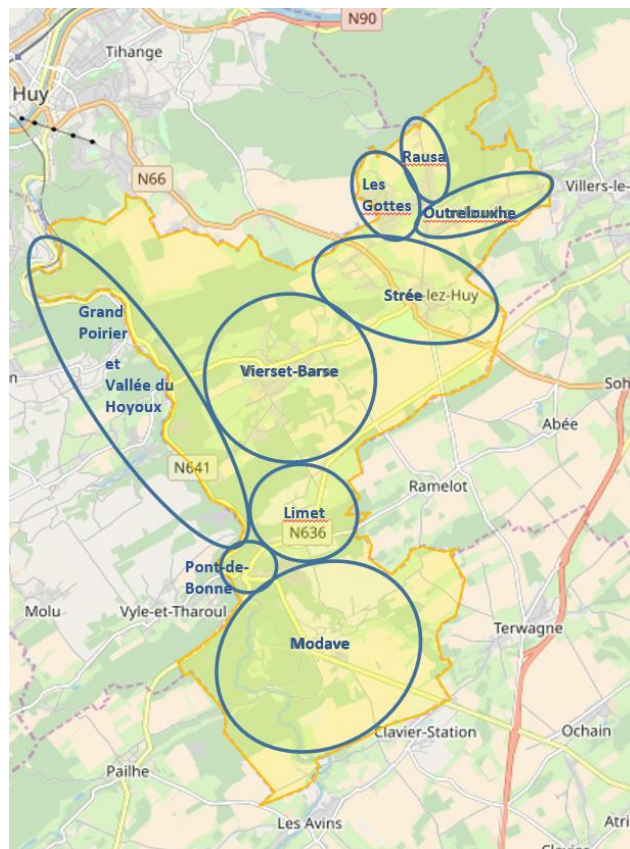 N90
Tihange
Huy
N66
Rausa
Les
Gottes
Villers-le-
Outrelouxhe
Strée
lez-Huy
Grand
Poirier
et
Vallée du
Hoyoux
Vierset-Barse
Soh
Abée
N641
Ramelot
Limet
N636
Pont-de-
Bonne
Molu
Vyle-et-Tharoul
Terwagne
Modave
Clavier-Station
Ochain
Pailhe
Les Avins
Atri